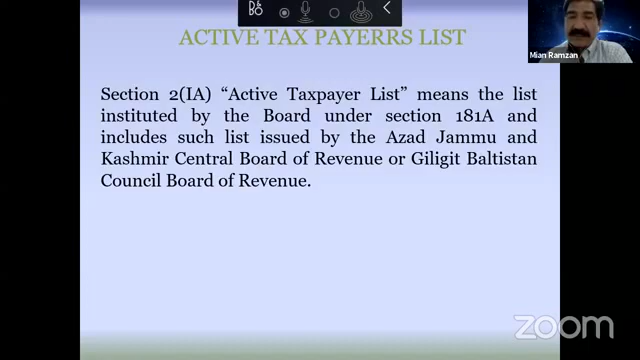 D&
BO
ACTIVE TAX PAYERRS LIST
Mian Ramzan
Section 2(IA) “Active Taxpayer List” means the list
instituted by the Board under section 181A and
includes such list issued by the Azad Jammu and
Kashmir Central Board of Revenue or Giligit Baltistan
Council Board of Revenue.
zoom